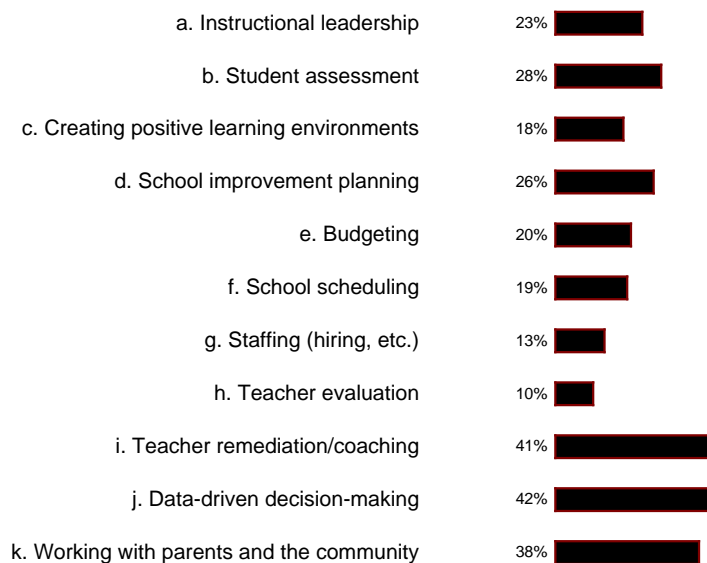 a. Instructional leadership 23%
b. Student assessment 28%
c. Creating positive learning environments 18%
d. School improvement planning 26%
e. Budgeting 20%
f. School scheduling 19%
g. Staffing (hiring, etc.) 13%
h. Teacher evaluation 10%
i. Teacher remediation/coaching 41%
j. Data-driven decision-making 42%
k. Working with parents and the community 38%